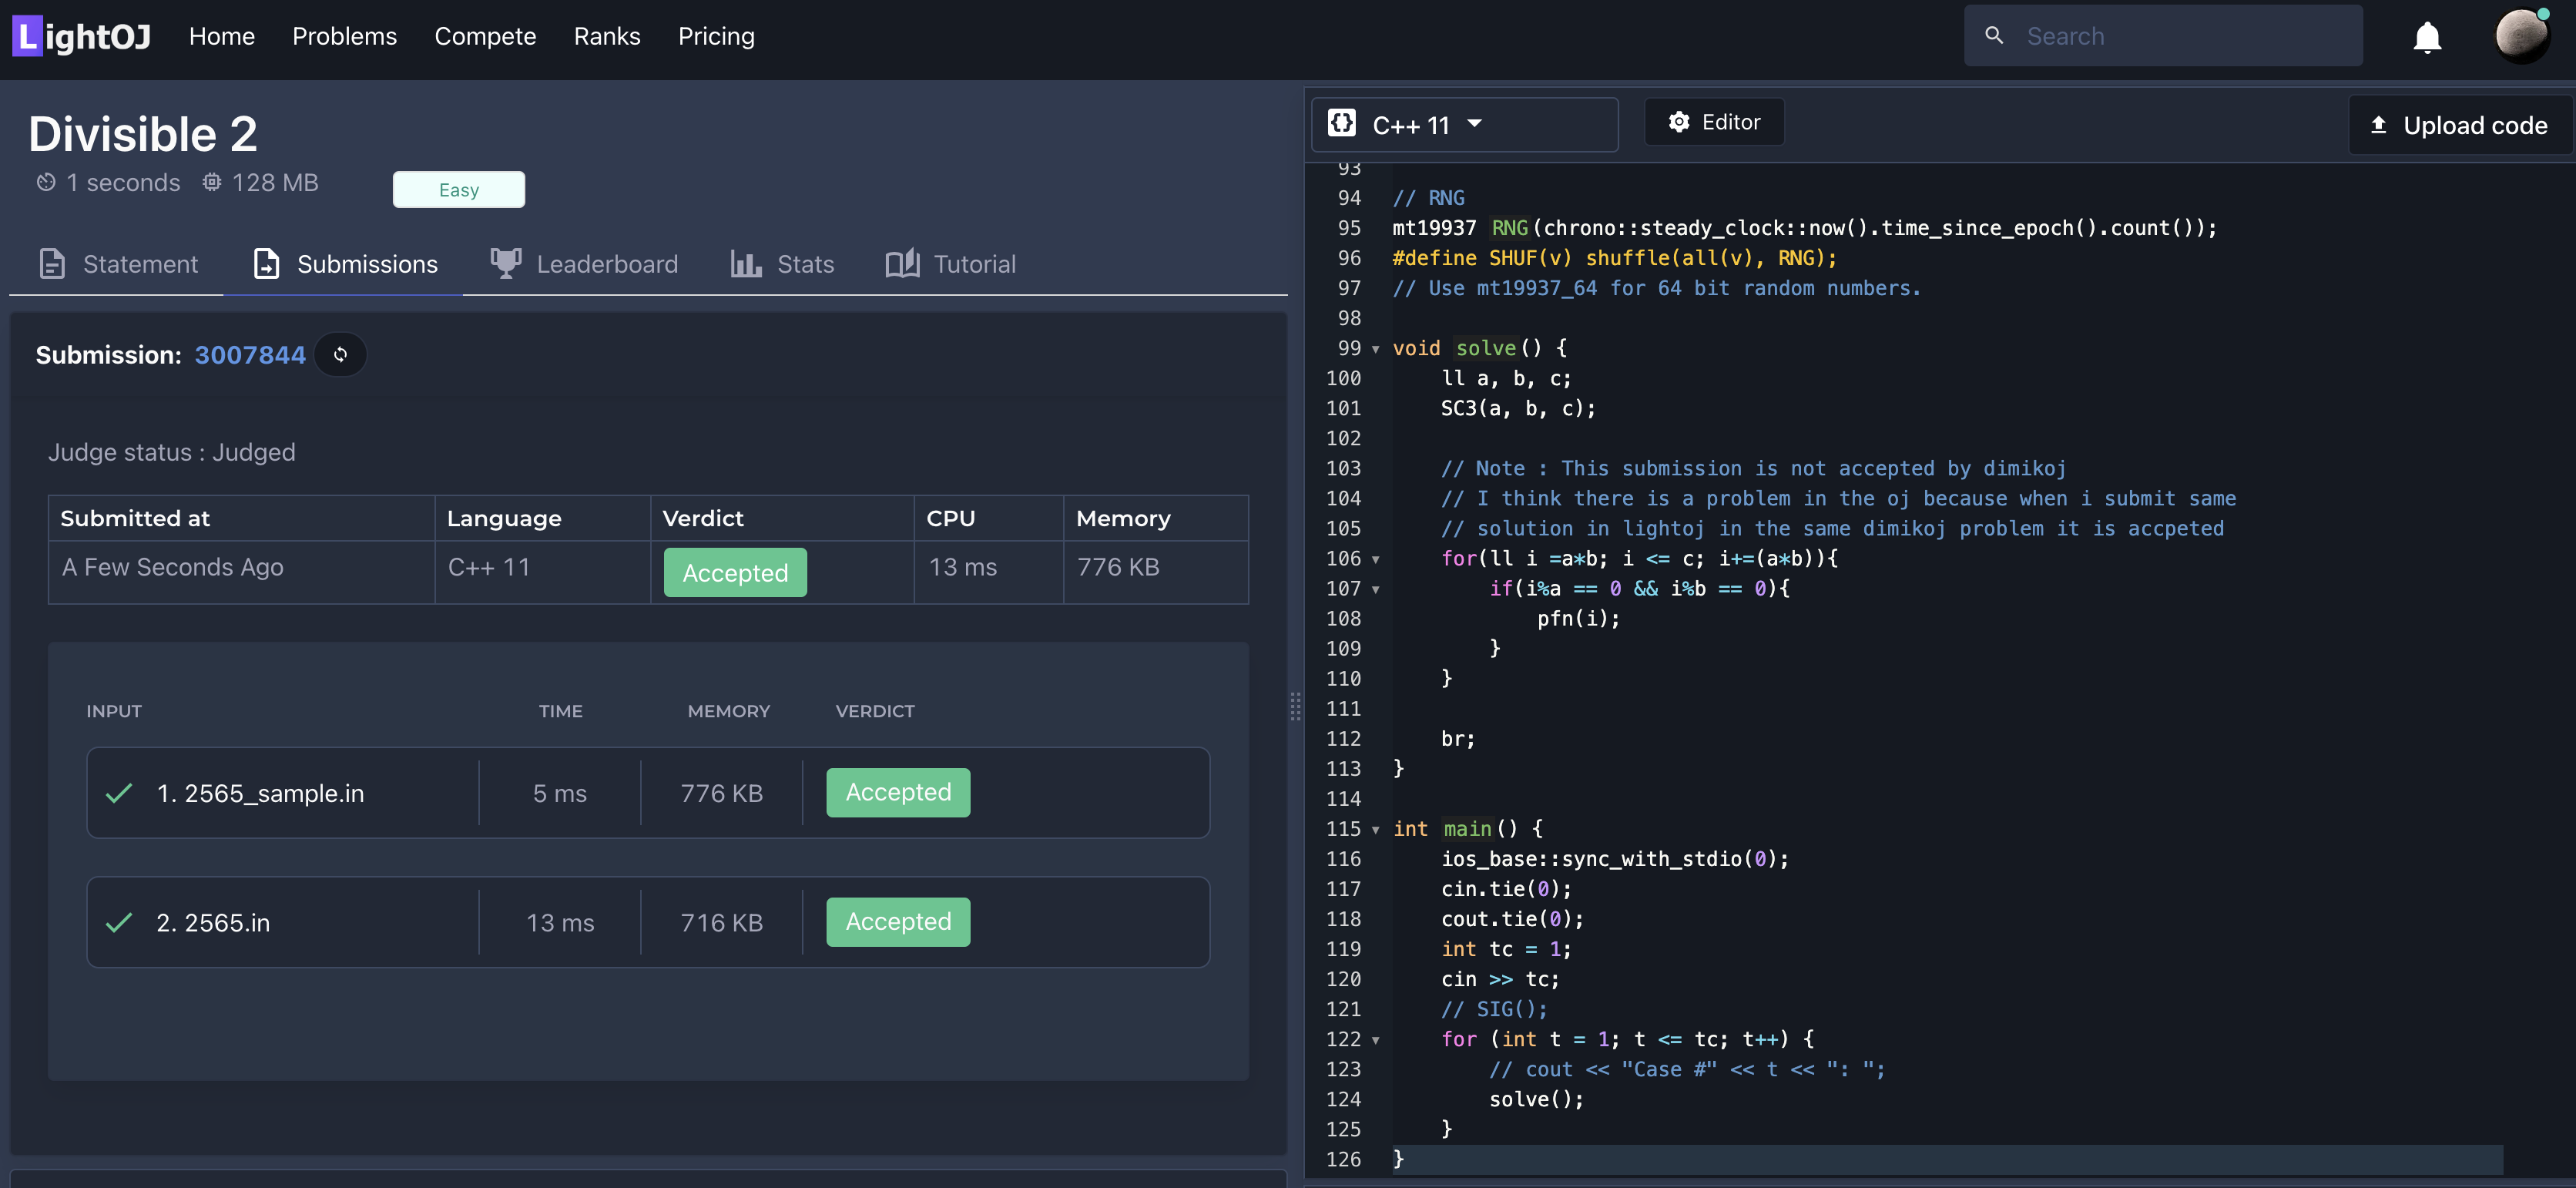 LightOJ Home Problems Compete Ranks Pricing Search
Divisible 2
1 seconds 128 MB Easy
Statement Submissions Leaderboard Stats Tutorial
Submission: 3007844
Judge status : Judged
Submitted at Language Verdict CPU Memory
A Few Seconds Ago C++ 11 Accepted 13 ms 776 KB
INPUT TIME MEMORY VERDICT
1. 2565_sample.in 5 ms 776 KB Accepted
2. 2565.in 13 ms 716 KB Accepted
C++ 11 Editor Upload code
93
94 // RNG
95 mt19937 RNG(chrono::steady_clock::now().time_since_epoch().count());
96 #define SHUF(v) shuffle(all(v), RNG);
97 // Use mt19937_64 for 64 bit random numbers.
98
99 void solve() {
100     ll a, b, c;
101     SC3(a, b, c);
102
103     // Note : This submission is not accepted by dimikoj
104     // I think there is a problem in the oj because when i submit same
105     // solution in lightoj in the same dimikoj problem it is accpeted
106     for(ll i =a*b; i <= c; i+=(a*b)){
107         if(i%a == 0 && i%b == 0){
108             pfn(i);
109         }
110     }
111
112     br;
113 }
114
115 int main() {
116     ios_base::sync_with_stdio(0);
117     cin.tie(0);
118     cout.tie(0);
119     int tc = 1;
120     cin >> tc;
121     // SIG();
122     for (int t = 1; t <= tc; t++) {
123         // cout << "Case #" << t << ": ";
124         solve();
125     }
126 }